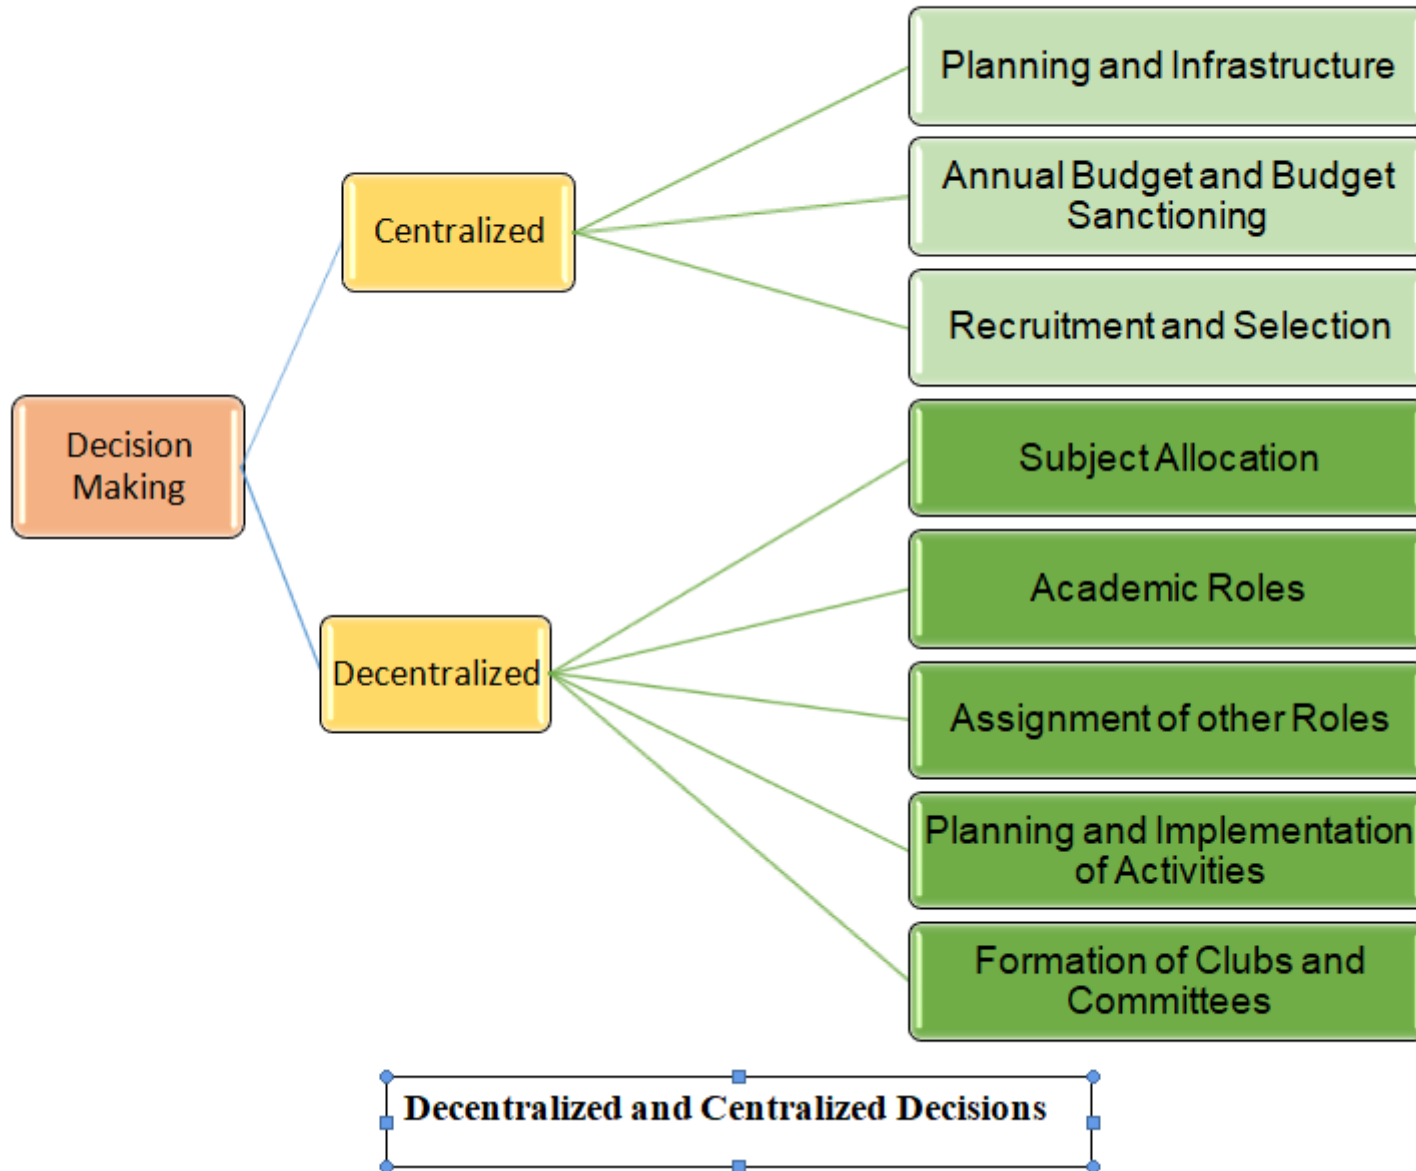 Planning and Infrastructure
Annual Budget and Budget
Sanctioning
Centralized
Recruitment and Selection
Decision
Making
Subject Allocation
Academic Roles
Decentralized
Assignment of other Roles
Planning and Implementation
of Activities
Formation of Clubs and
Committees
Decentralized and Centralized Decisions